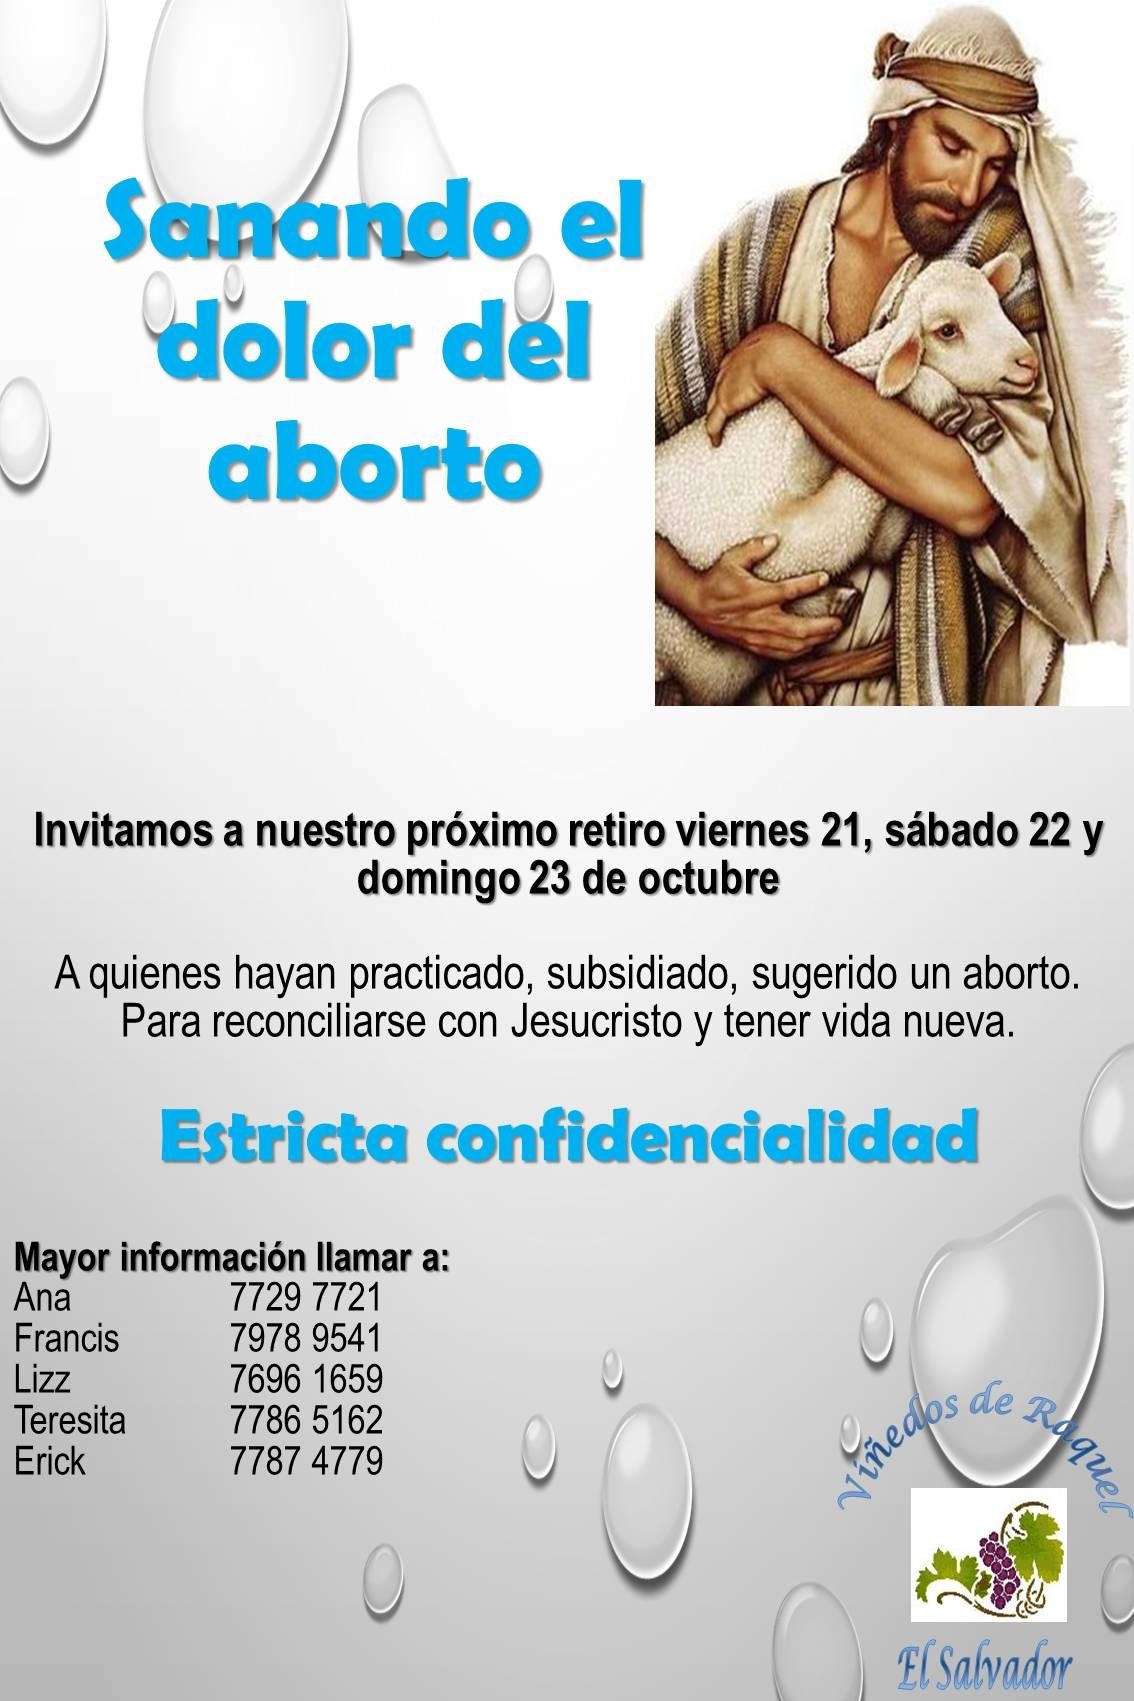 Sanando el
dolor del
aborto
Invitamos a nuestro próximo retiro viernes 21, sábado 22 y
domingo 23 de octubre
A quienes hayan practicado, subsidiado, sugerido un aborto.
Para reconciliarse con Jesucristo y tener vida nueva.
Estricta confidencialidad
Mayor información llamar a:
Ana 7729 7721
Francis 7978 9541
Lizz 7696 1659
Teresita 7786 5162
Erick 7787 4779
Viñedos de Raquel
El Salvador